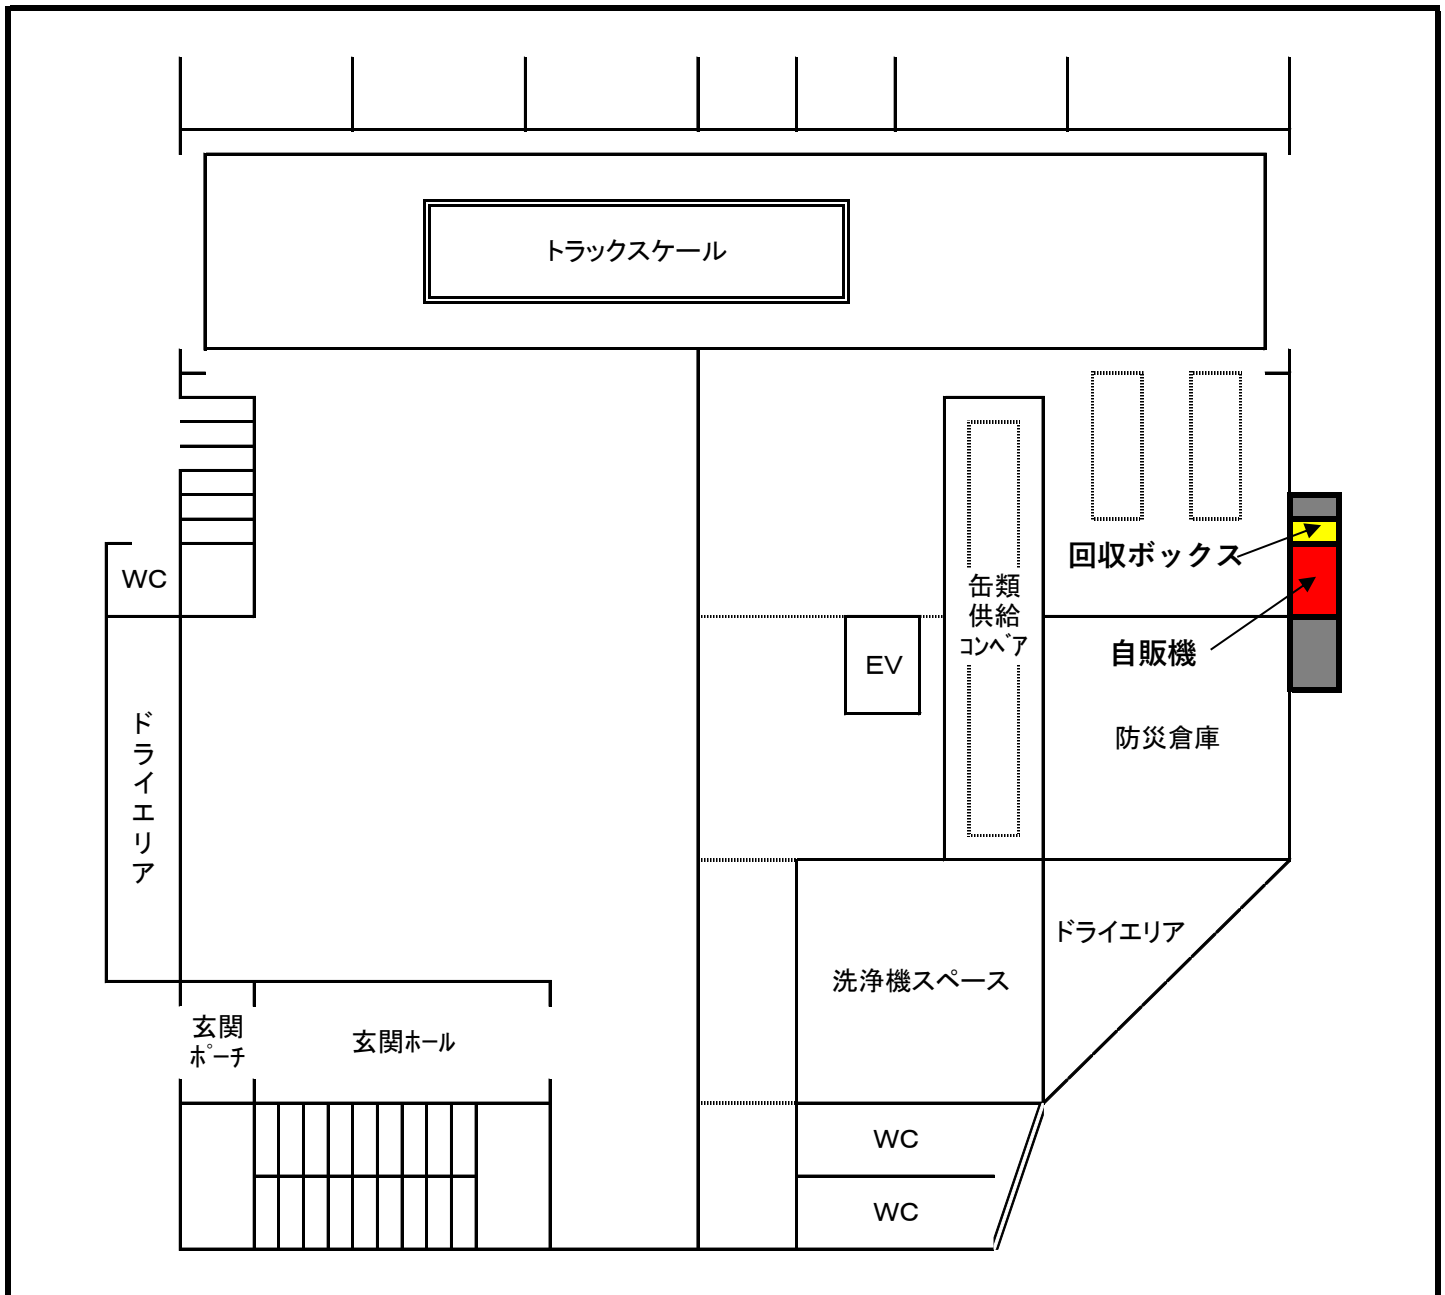 トラックスケール
回収ボックス
WC
缶類
供給
コンベア
自販機
EV
ドライエリア
防災倉庫
ドライエリア
洗浄機スペース
玄関
ポーチ
玄関ホール
WC
WC